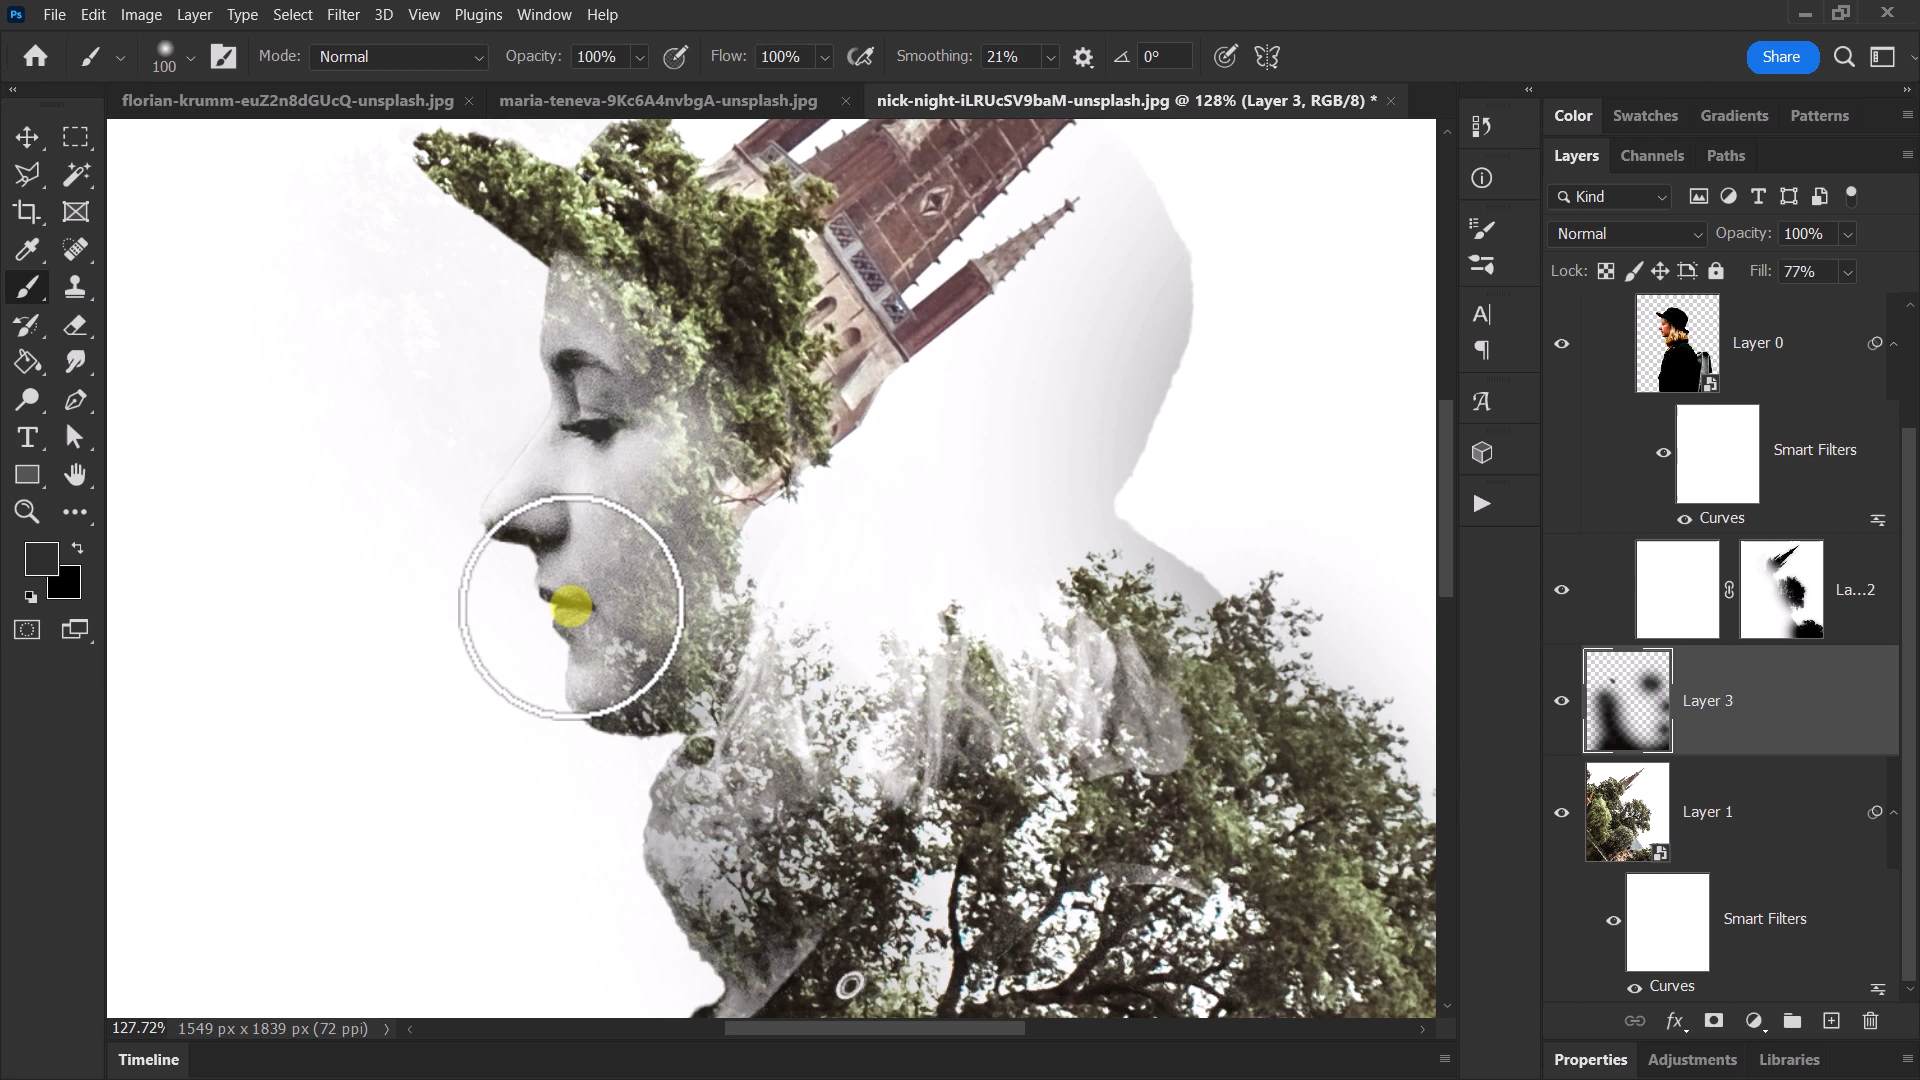 Ps File Edit Image Layer Type Select Filter 3D View Plugins Window Help
100 Mode: Normal Opacity: 100% Flow: 100% Smoothing: 21% 0° Share
florian-krumm-euZ2n8dGUcQ-unsplash.jpg × maria-teneva-9Kc6A4nvbgA-unsplash.jpg × nick-night-iLRUcSV9baM-unsplash.jpg @ 128% (Layer 3, RGB/8) * ×
Color Swatches Gradients Patterns
Layers Channels Paths
Kind
Normal Opacity: 100%
Lock: Fill: 77%
Layer 0
Smart Filters
Curves
La...2
Layer 3
Layer 1
Smart Filters
Curves
127.72% 1549 px x 1839 px (72 ppi)
Timeline
Properties Adjustments Libraries